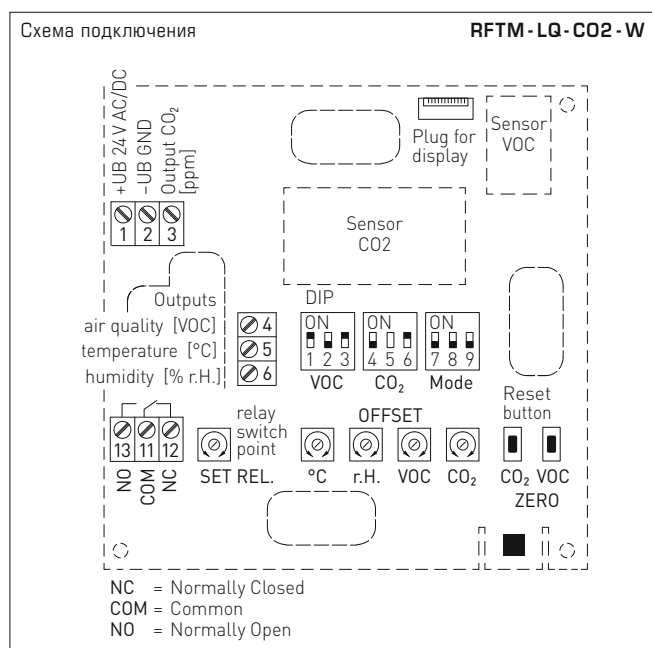 Схема подключения
RFTM-LQ-CO2-W
+UB 24V AC/DC
–UB GND
Output CO₂
[ppm]
1 2 3
Plug for
display
Sensor
VOC
Sensor
CO2
Outputs
air quality [VOC]
temperature [°C]
humidity [% r.H.]
4
5
6
DIP
ON
1 2 3
VOC
ON
4 5 6
CO₂
ON
7 8 9
Mode
13 11 12
NO
COM
NC
relay
switch
point
SET REL.
OFFSET
°C
r.H.
VOC
CO₂
Reset
button
CO₂ VOC
ZERO
NC = Normally Closed
COM = Common
NO = Normally Open